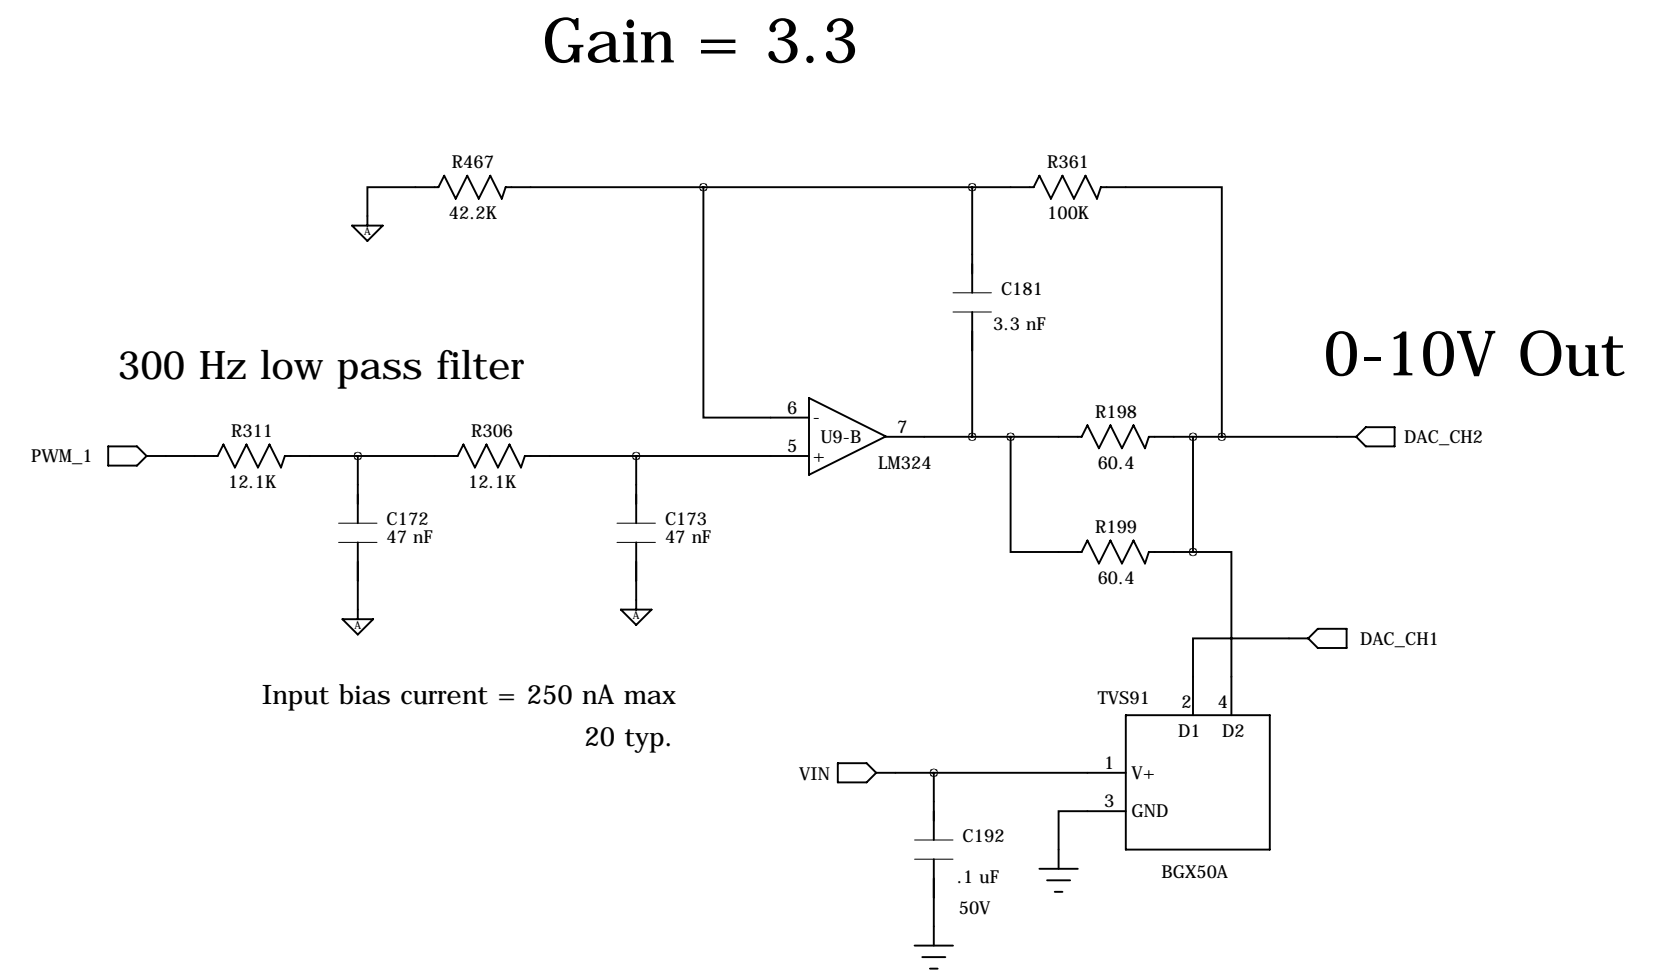 Gain = 3.3
R467
42.2K
A
R361
100K
C181
3.3 nF
0-10V Out
300 Hz low pass filter
PWM_1
R311
12.1K
R306
12.1K
C172
47 nF
A
C173
47 nF
A
6
-
5
+
U9-B
7
LM324
R198
60.4
DAC_CH2
R199
60.4
DAC_CH1
Input bias current = 250 nA max
20 typ.
TVS91
2
4
D1
D2
VIN
1
V+
3
GND
C192
.1 uF
50V
BGX50A